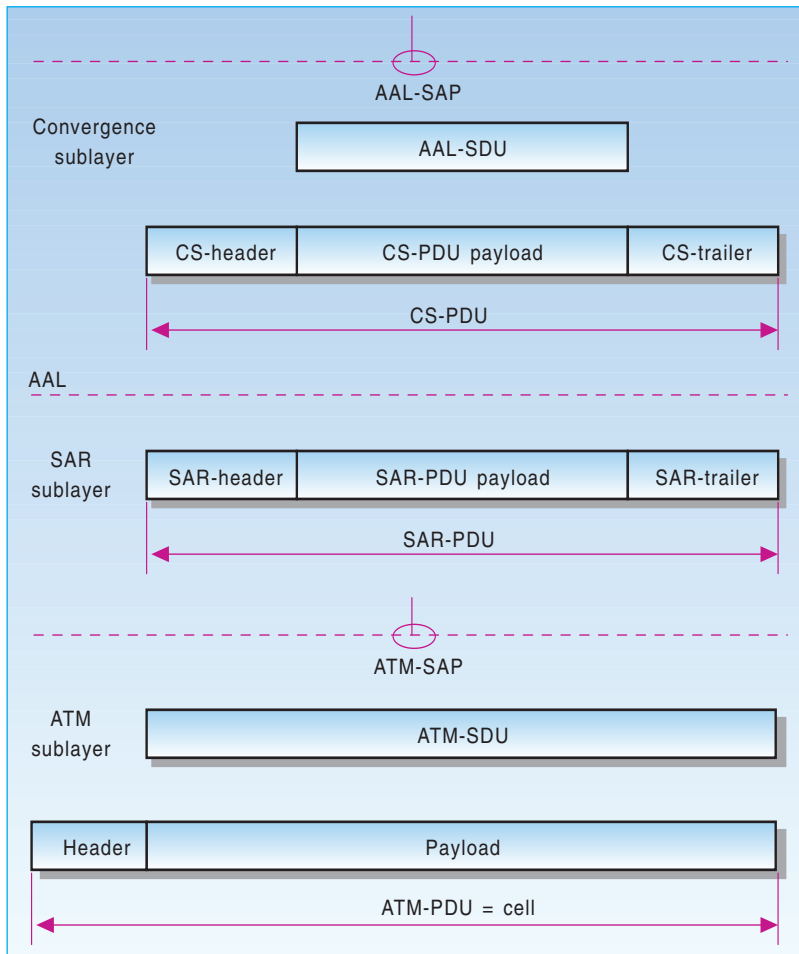 AAL-SAP
Convergence
sublayer
AAL-SDU
CS-header CS-PDU payload CS-trailer
CS-PDU
AAL
SAR
sublayer
SAR-header SAR-PDU payload SAR-trailer
SAR-PDU
ATM-SAP
ATM
sublayer
ATM-SDU
Header Payload
ATM-PDU = cell